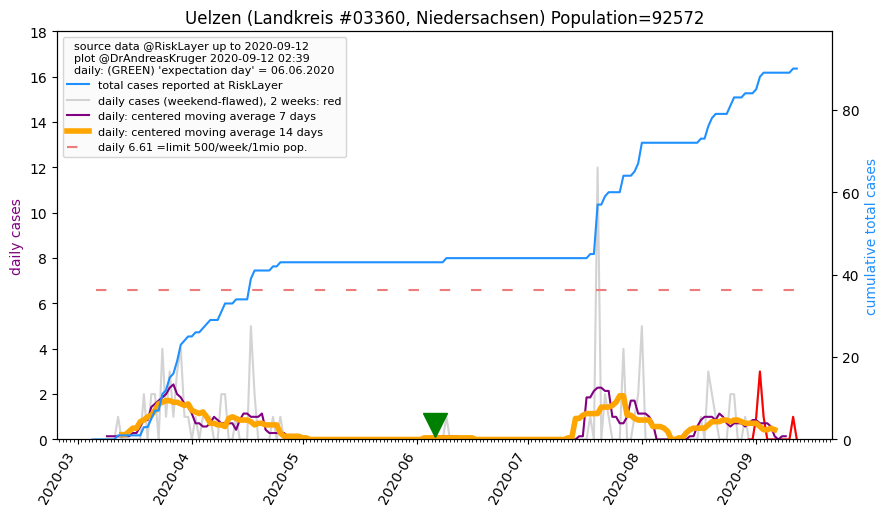 Uelzen (Landkreis #03360, Niedersachsen) Population=92572
source data @RiskLayer up to 2020-09-12
plot @DrAndreasKruger 2020-09-12 02:39
daily: (GREEN) 'expectation day' = 06.06.2020
total cases reported at RiskLayer
daily cases (weekend-flawed), 2 weeks: red
daily: centered moving average 7 days
daily: centered moving average 14 days
daily 6.61 =limit 500/week/1mio pop.
daily cases
18
16
14
12
10
8
6
4
2
0
cumulative total cases
80
60
40
20
0
2020-03
2020-04
2020-05
2020-06
2020-07
2020-08
2020-09